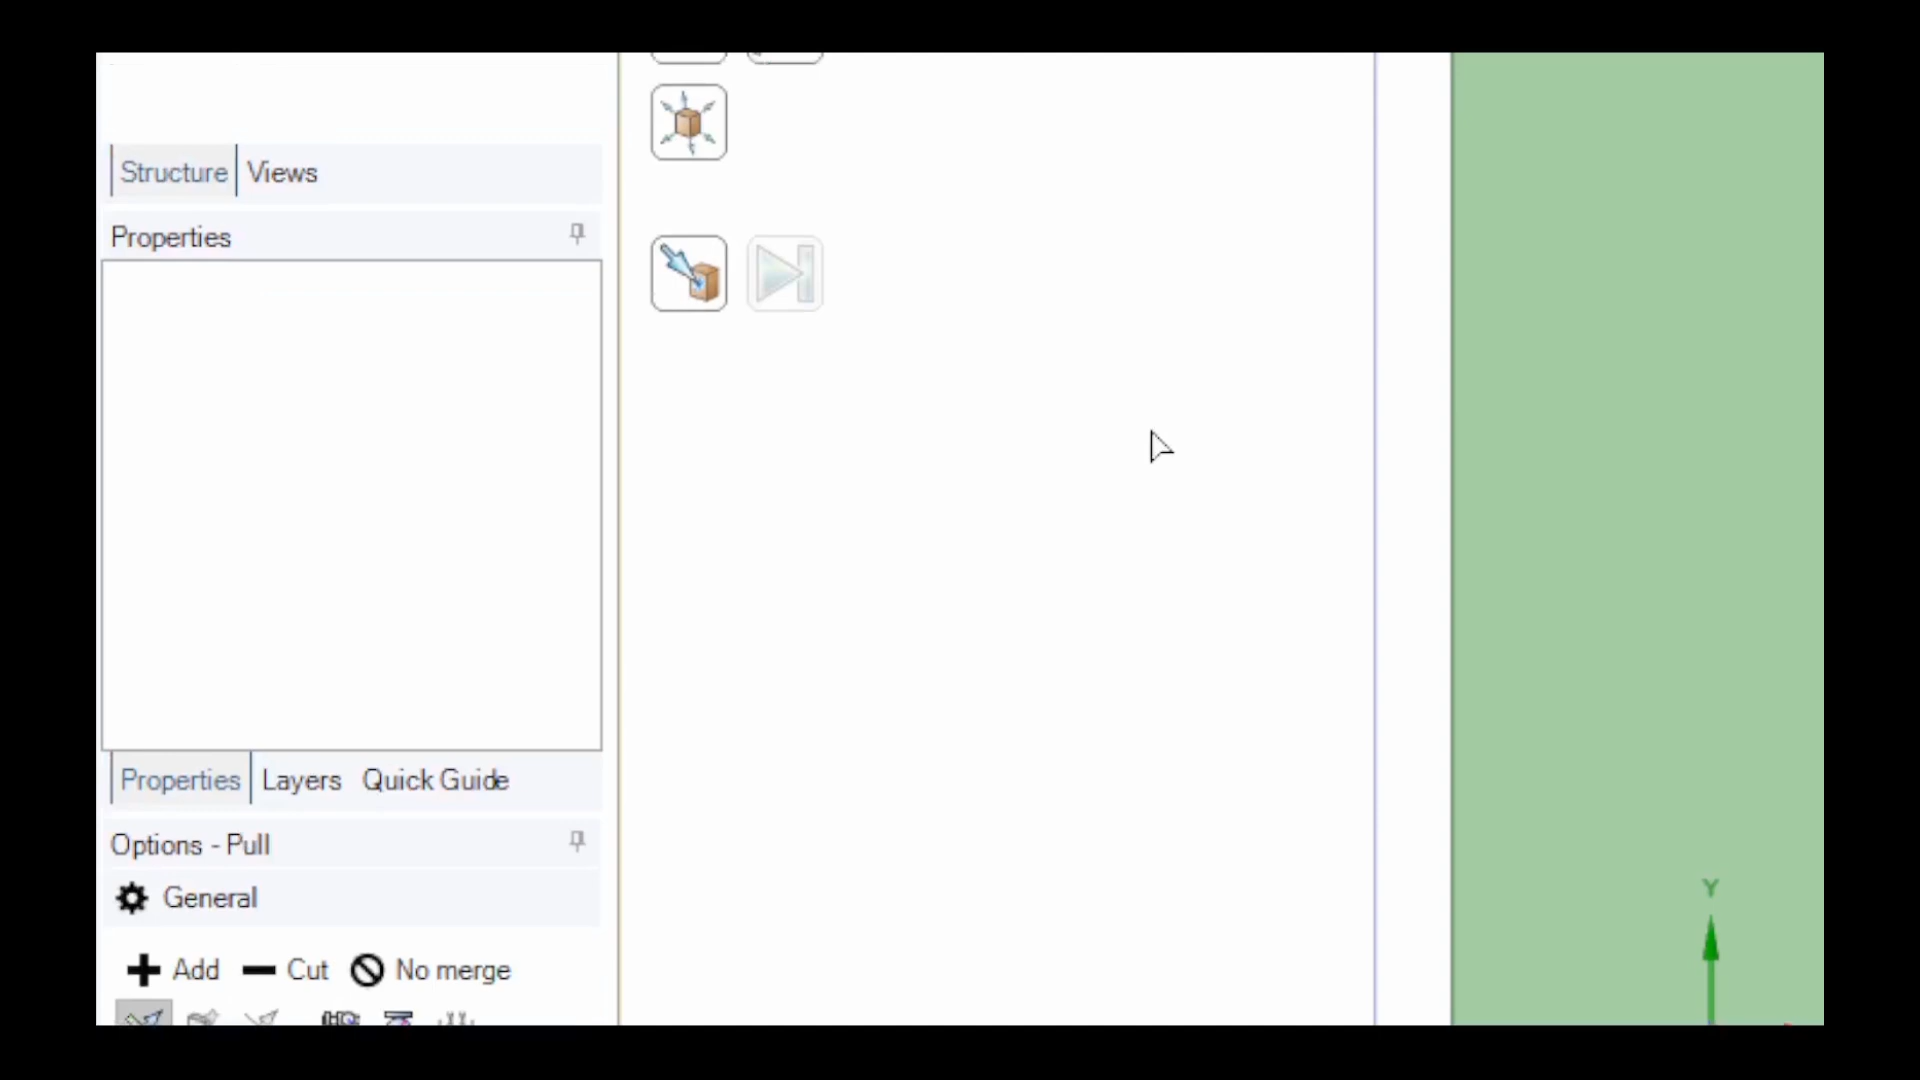 Structure Views
Properties
Properties Layers Quick Guide
Options - Pull
General
Add Cut No merge
Y